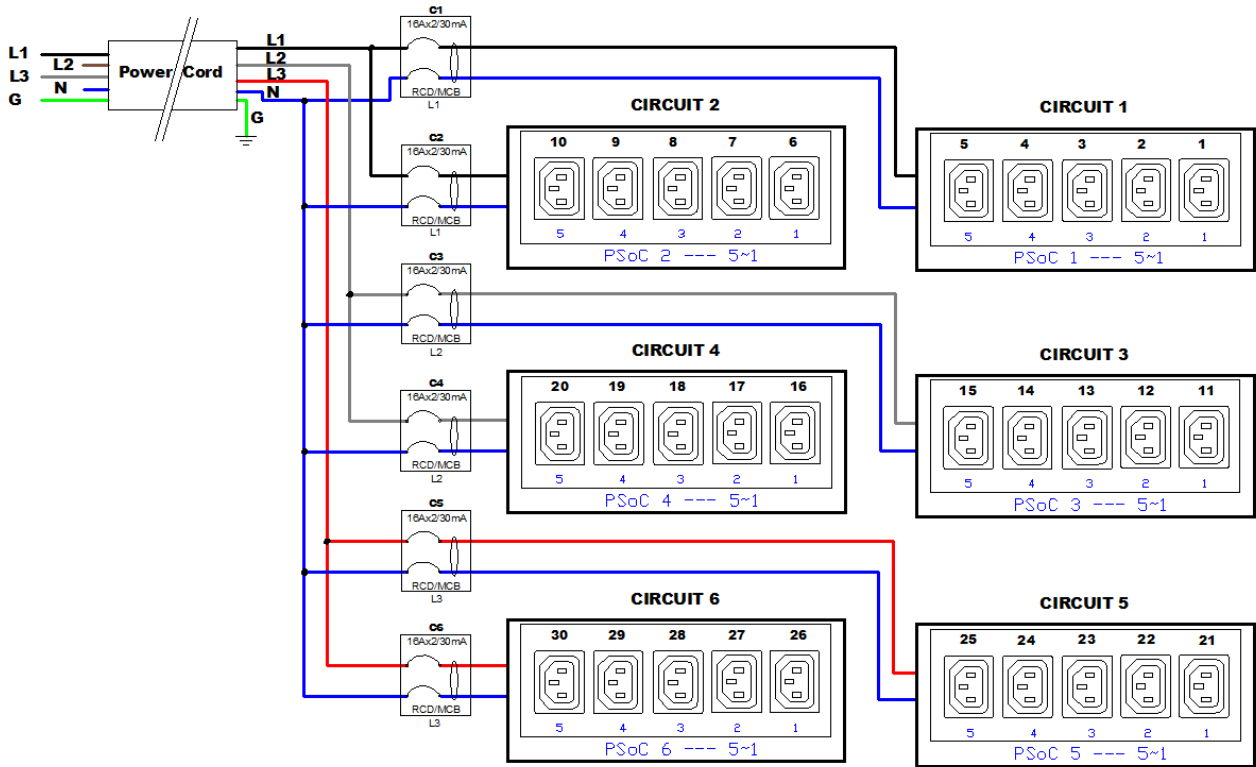 L1
L2
L3
N
G
Power Cord
L1
L2
L3
N
G
C1
16Ax2/30mA
RCD/MCB
L1
C2
16Ax2/30mA
RCD/MCB
L1
CIRCUIT 2
10 9 8 7 6
5 4 3 2 1
PSoC 2 --- 5~1
CIRCUIT 1
5 4 3 2 1
5 4 3 2 1
PSoC 1 --- 5~1
C3
16Ax2/30mA
RCD/MCB
L2
C4
16Ax2/30mA
RCD/MCB
L2
CIRCUIT 4
20 19 18 17 16
5 4 3 2 1
PSoC 4 --- 5~1
CIRCUIT 3
15 14 13 12 11
5 4 3 2 1
PSoC 3 --- 5~1
C5
16Ax2/30mA
RCD/MCB
L3
C6
16Ax2/30mA
RCD/MCB
L3
CIRCUIT 6
30 29 28 27 26
5 4 3 2 1
PSoC 6 --- 5~1
CIRCUIT 5
25 24 23 22 21
5 4 3 2 1
PSoC 5 --- 5~1